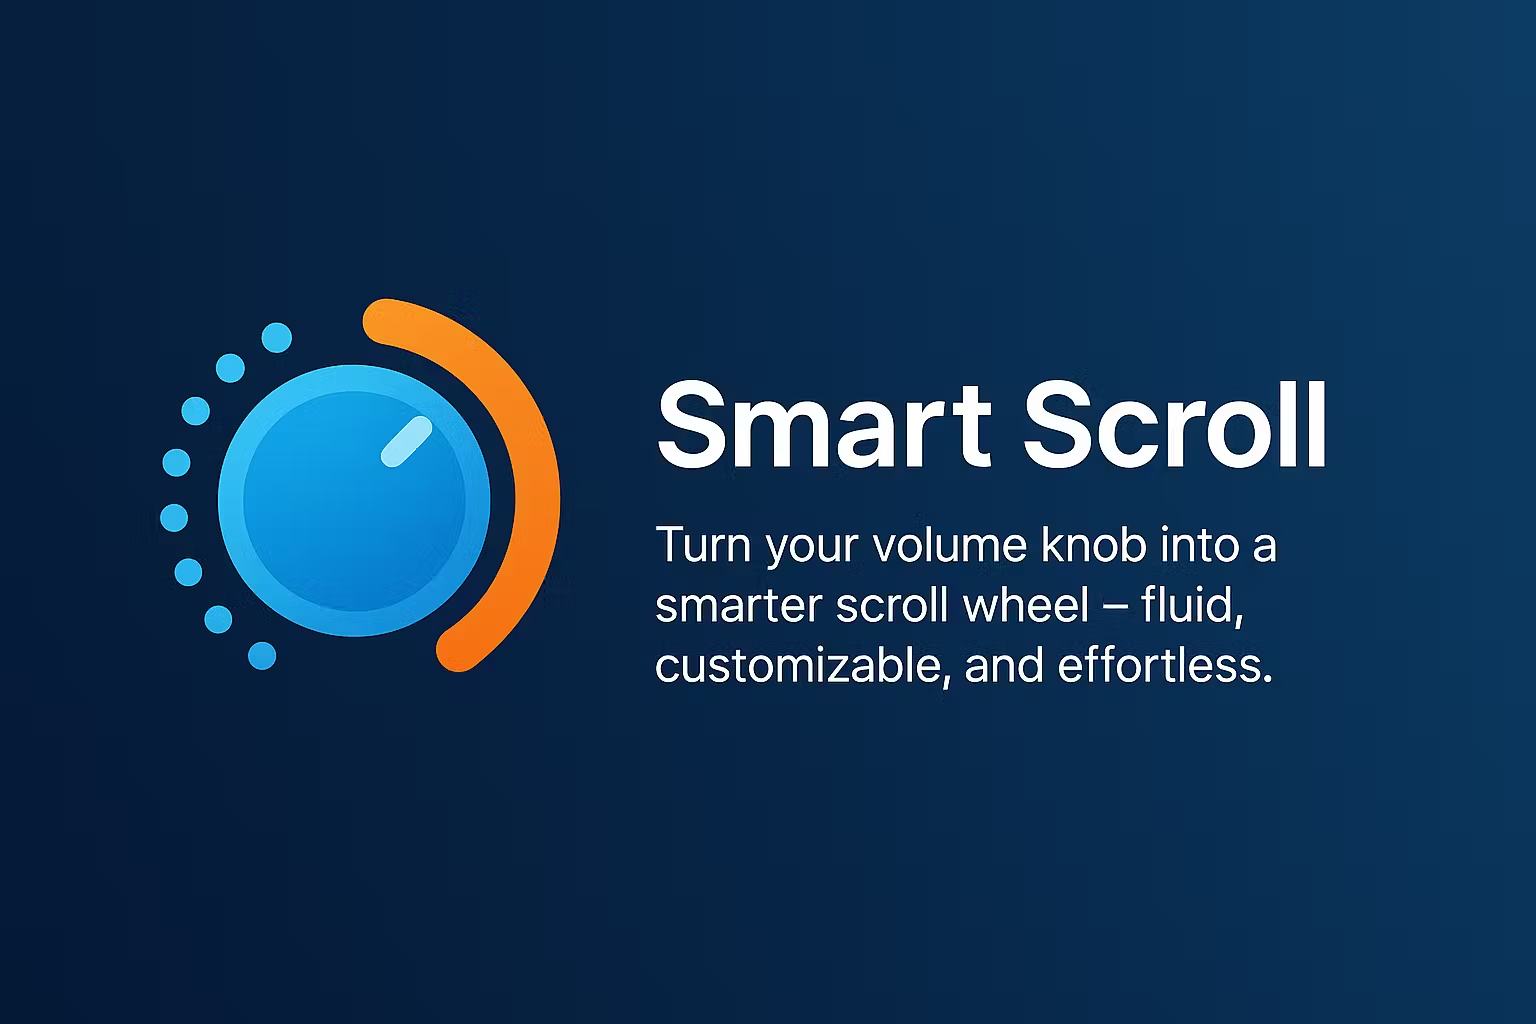 Smart Scroll
Turn your volume knob into a
smarter scroll wheel – fluid,
customizable, and effortless.